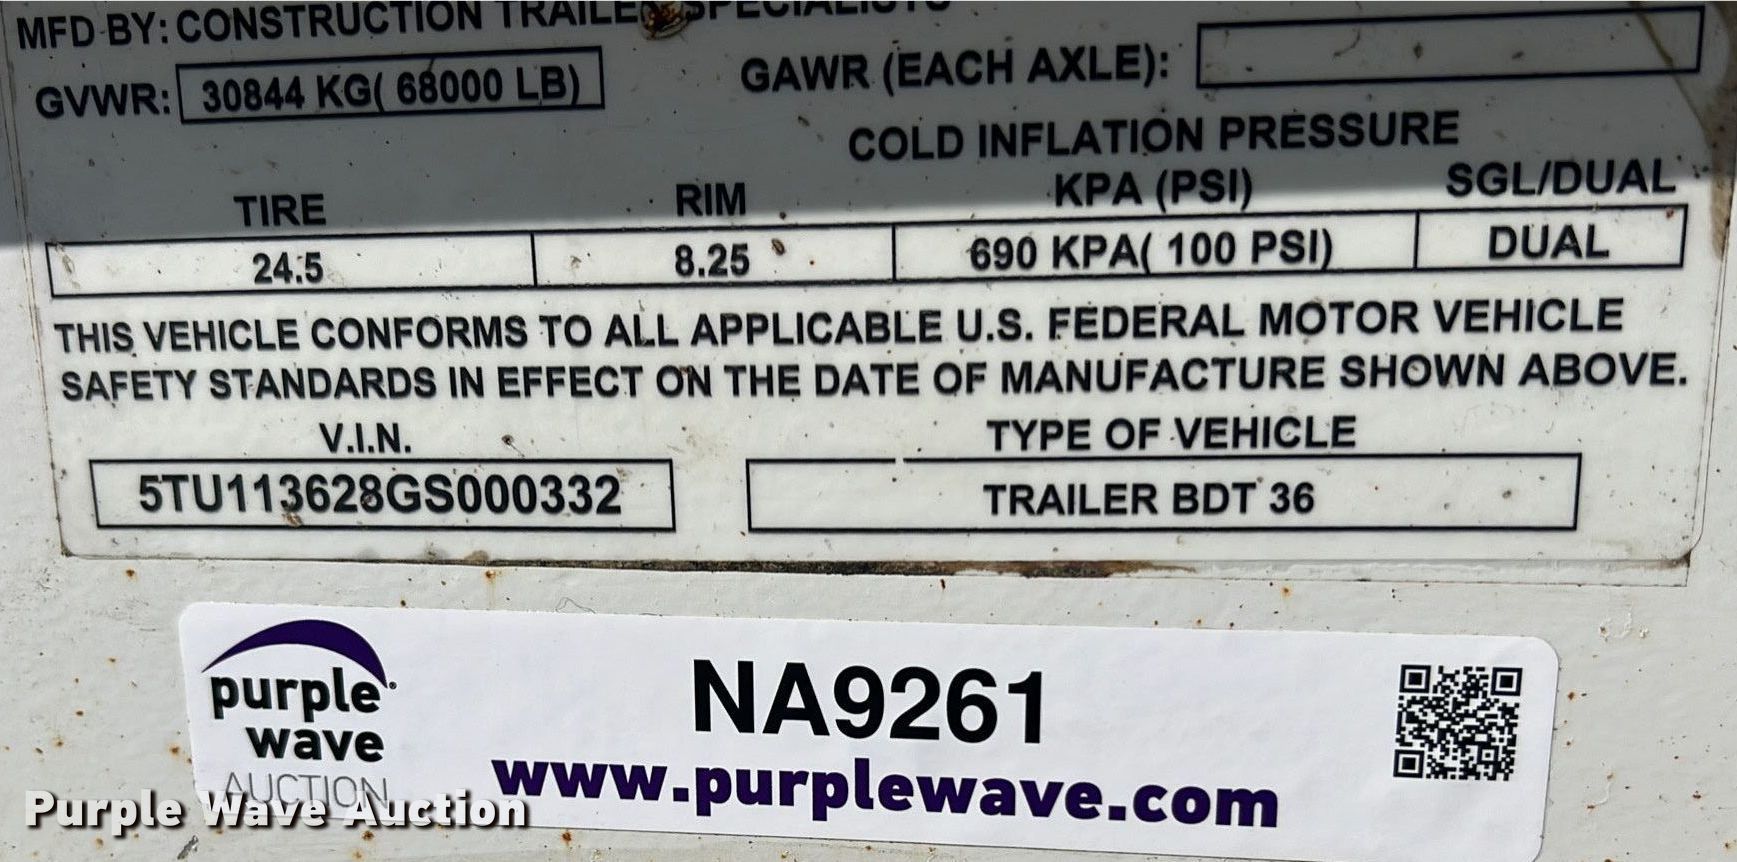 MFD BY: CONSTRUCTION TRAILER SPECIALISTS
GVWR: 30844 KG( 68000 LB)
GAWR (EACH AXLE):
COLD INFLATION PRESSURE
TIRE RIM KPA (PSI) SGL/DUAL
24.5 8.25 690 KPA( 100 PSI) DUAL
THIS VEHICLE CONFORMS TO ALL APPLICABLE U.S. FEDERAL MOTOR VEHICLE
SAFETY STANDARDS IN EFFECT ON THE DATE OF MANUFACTURE SHOWN ABOVE.
V.I.N. TYPE OF VEHICLE
5TU113628GS000332 TRAILER BDT 36
purple
wave
AUCTION
NA9261
www.purplewave.com
Purple Wave Auction